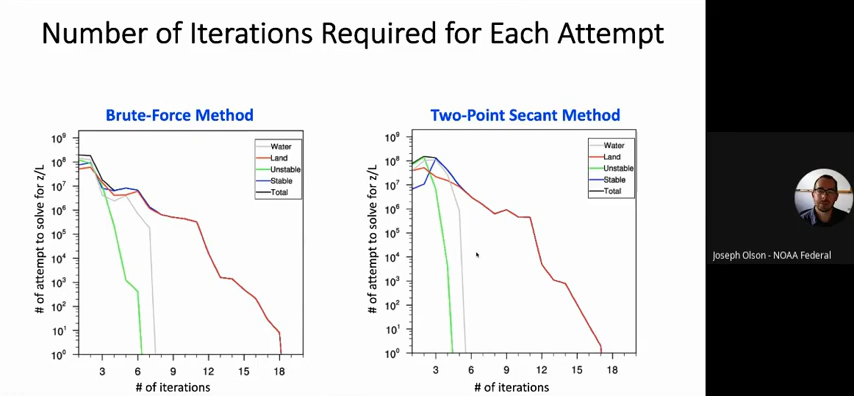 Number of Iterations Required for Each Attempt
Brute-Force Method
# of attempt to solve for z/L
10⁹
10⁸
10⁷
10⁶
10⁵
10⁴
10³
10²
10¹
10⁰
Water
Land
Unstable
Stable
Total
3 6 9 12 15 18
# of iterations
Two-Point Secant Method
# of attempt to solve for z/L
10⁹
10⁸
10⁷
10⁶
10⁵
10⁴
10³
10²
10¹
10⁰
Water
Land
Unstable
Stable
Total
3 6 9 12 15 18
# of iterations
Joseph Olson - NOAA Federal